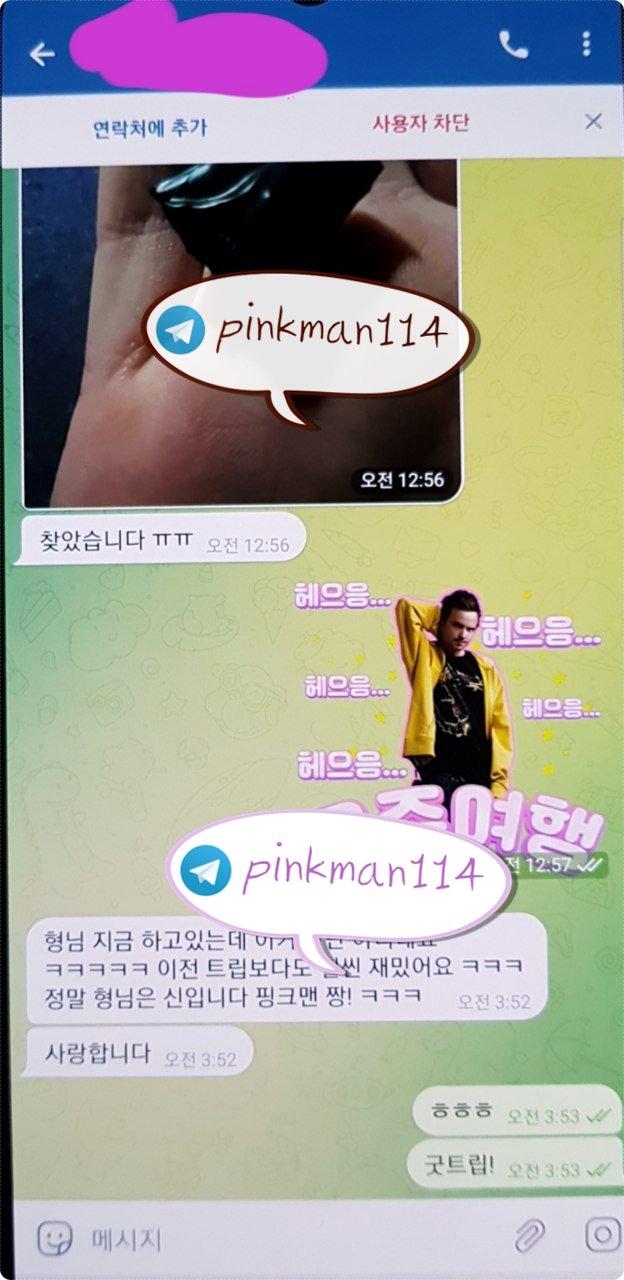 연락처에 추가
사용자 차단
pinkman114
오전 12:56
찾았습니다 ㅠㅠ 오전 12:56
헤으응...
헤으응...
헤으응...
헤으응...
헤으응...
여행
pinkman114
12:57
형님 지금 하고있는데
ㅋㅋㅋㅋㅋ 이전 트립보다도 재밌어요 ㅋㅋㅋ
정말 형님은 신입니다 핑크맨 짱! ㅋㅋㅋ 오전 3:52
사랑합니다 오전 3:52
ㅎㅎㅎ 오전 3:53
굿트립! 오전 3:53
메시지